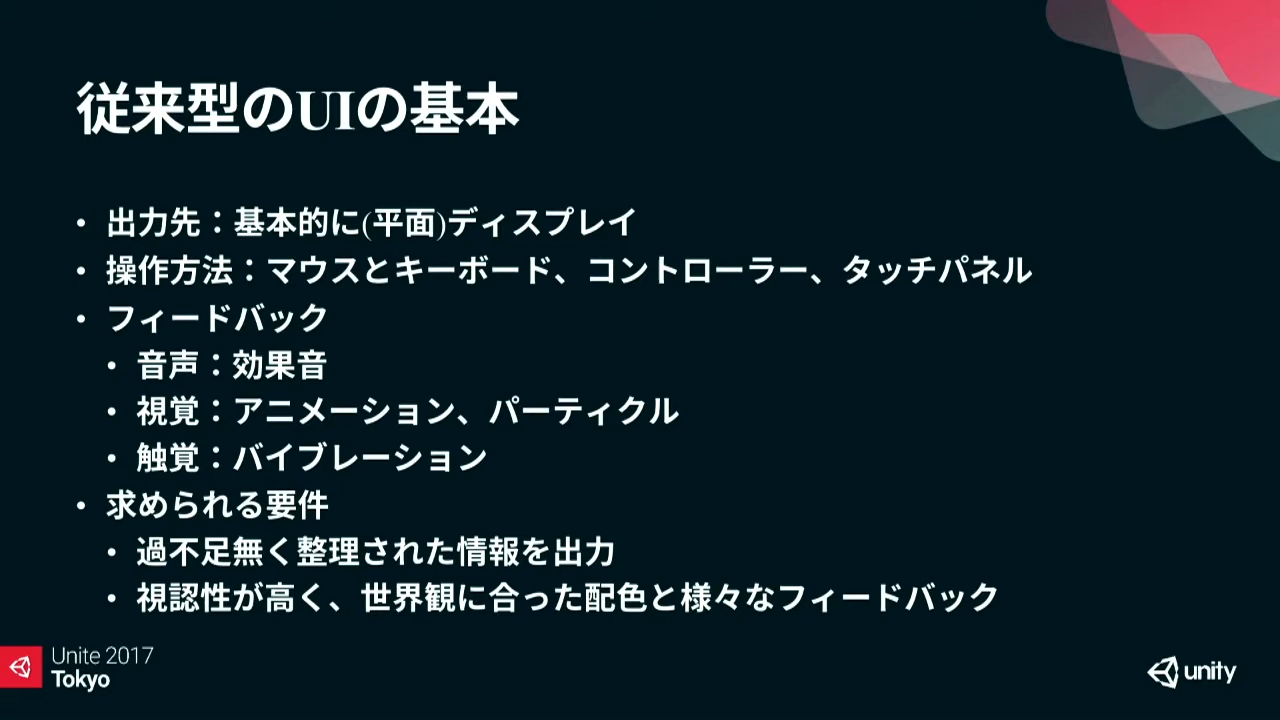 従来型のUIの基本
• 出力先：基本的に(平面)ディスプレイ
• 操作方法：マウスとキーボード、コントローラー、タッチパネル
• フィードバック
• 音声：効果音
• 視覚：アニメーション、パーティクル
• 触覚：バイブレーション
• 求められる要件
• 過不足無く整理された情報を出力
• 視認性が高く、世界観に合った配色と様々なフィードバック
Unite 2017
Tokyo
unity